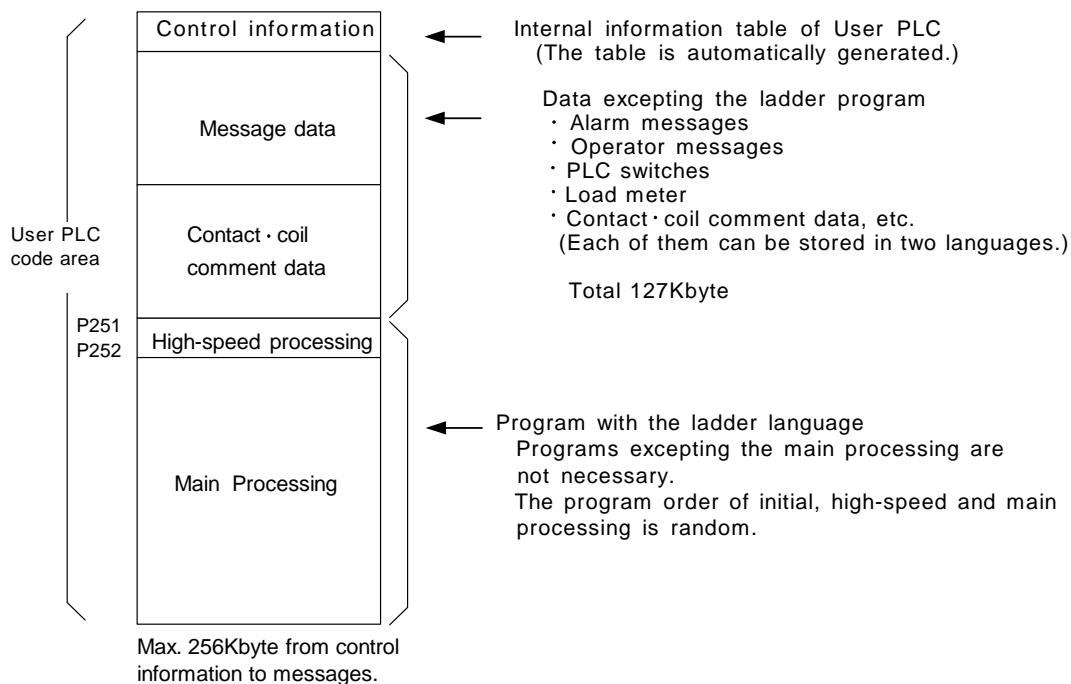 Control information
Internal information table of User PLC
(The table is automatically generated.)
Message data
Data excepting the ladder program
・ Alarm messages
・ Operator messages
・ PLC switches
・ Load meter
・ Contact・coil comment data, etc.
(Each of them can be stored in two languages.)
Total 127Kbyte
User PLC
code area
Contact・coil
comment data
P251
P252
High-speed processing
Main Processing
Program with the ladder language
Programs excepting the main processing are
not necessary.
The program order of initial, high-speed and main
processing is random.
Max. 256Kbyte from control
information to messages.